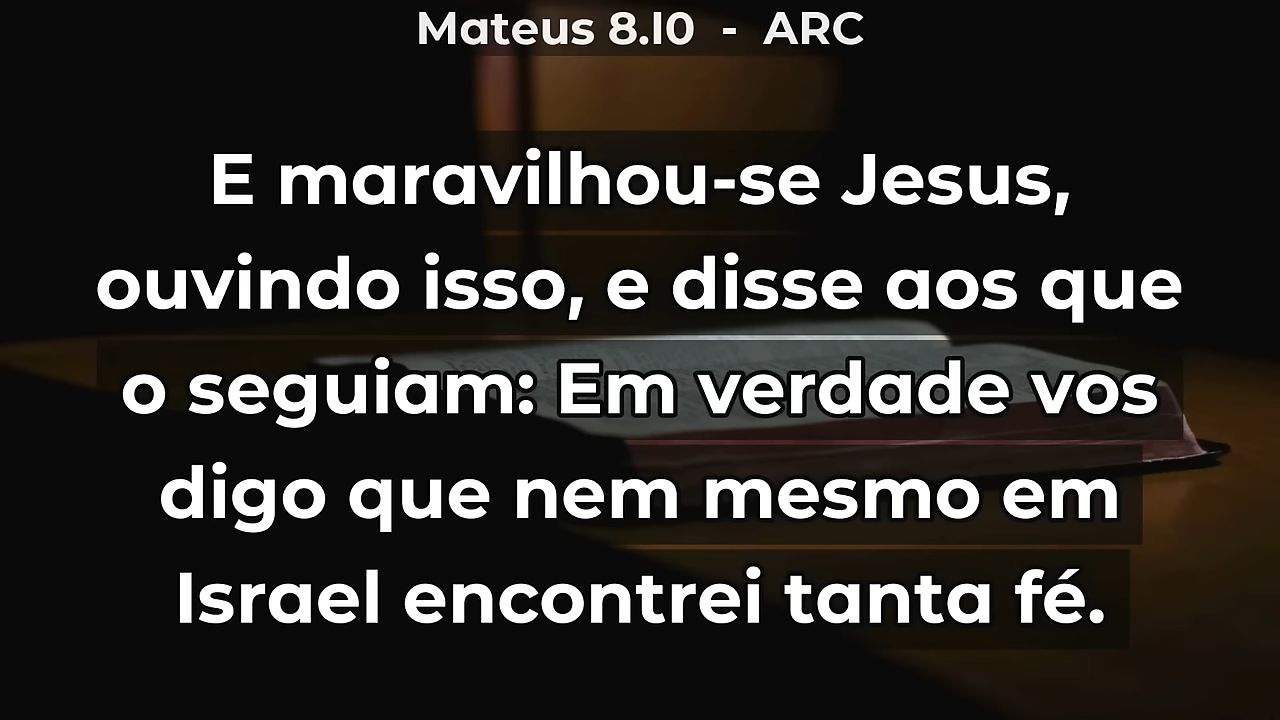 Mateus 8.10 - ARC
E maravilhou-se Jesus,
ouvindo isso, e disse aos que
o seguiam: Em verdade vos
digo que nem mesmo em
Israel encontrei tanta fé.